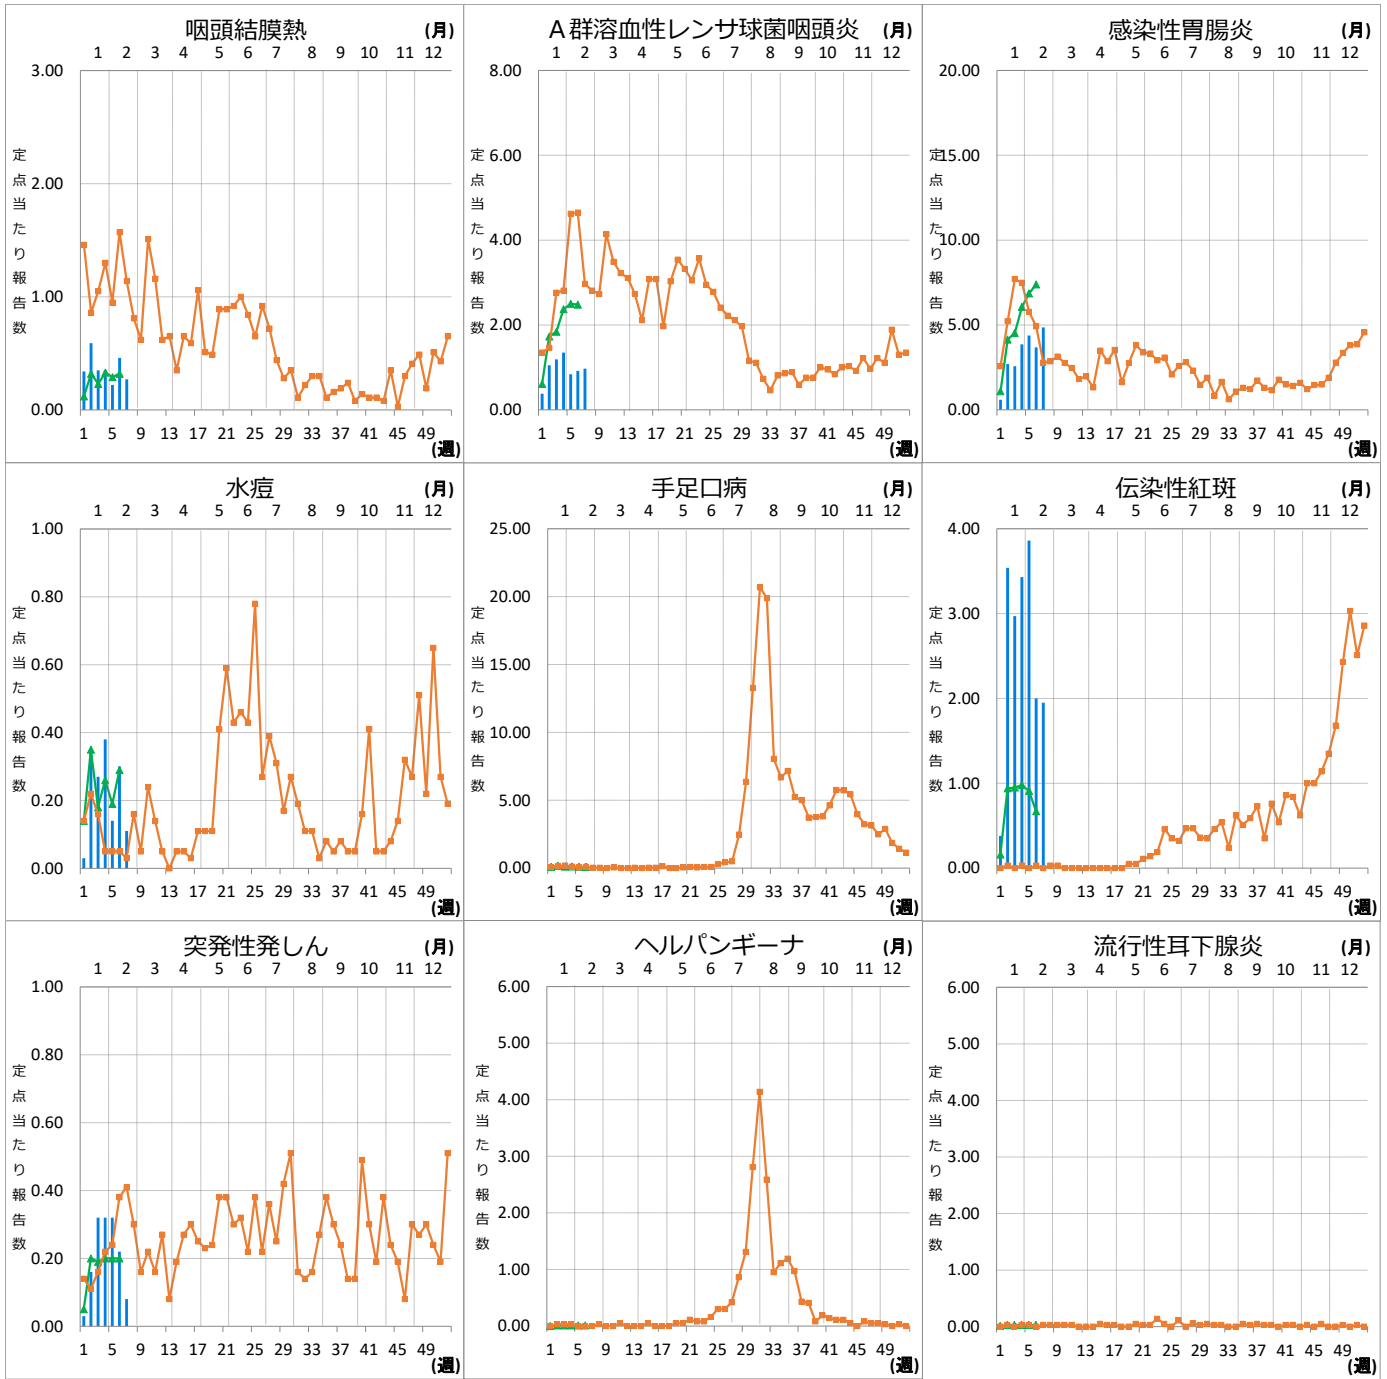 咽頭結膜熱
(月)
1 2 3 4 5 6 7 8 9 10 11 12
3.00
2.00
1.00
0.00
定点当たり報告数
1 5 9 13 17 21 25 29 33 37 41 45 49
(週)
A群溶血性レンサ球菌咽頭炎
(月)
1 2 3 4 5 6 7 8 9 10 11 12
8.00
6.00
4.00
2.00
0.00
定点当たり報告数
1 5 9 13 17 21 25 29 33 37 41 45 49
(週)
感染性胃腸炎
(月)
1 2 3 4 5 6 7 8 9 10 11 12
20.00
15.00
10.00
5.00
0.00
定点当たり報告数
1 5 9 13 17 21 25 29 33 37 41 45 49
(週)
水痘
(月)
1 2 3 4 5 6 7 8 9 10 11 12
1.00
0.80
0.60
0.40
0.20
0.00
定点当たり報告数
1 5 9 13 17 21 25 29 33 37 41 45 49
(週)
手足口病
(月)
1 2 3 4 5 6 7 8 9 10 11 12
25.00
20.00
15.00
10.00
5.00
0.00
定点当たり報告数
1 5 9 13 17 21 25 29 33 37 41 45 49
(週)
伝染性紅斑
(月)
1 2 3 4 5 6 7 8 9 10 11 12
4.00
3.00
2.00
1.00
0.00
定点当たり報告数
1 5 9 13 17 21 25 29 33 37 41 45 49
(週)
突発性発しん
(月)
1 2 3 4 5 6 7 8 9 10 11 12
1.00
0.80
0.60
0.40
0.20
0.00
定点当たり報告数
1 5 9 13 17 21 25 29 33 37 41 45 49
(週)
ヘルパンギーナ
(月)
1 2 3 4 5 6 7 8 9 10 11 12
6.00
5.00
4.00
3.00
2.00
1.00
0.00
定点当たり報告数
1 5 9 13 17 21 25 29 33 37 41 45 49
(週)
流行性耳下腺炎
(月)
1 2 3 4 5 6 7 8 9 10 11 12
6.00
5.00
4.00
3.00
2.00
1.00
0.00
定点当たり報告数
1 5 9 13 17 21 25 29 33 37 41 45 49
(週)